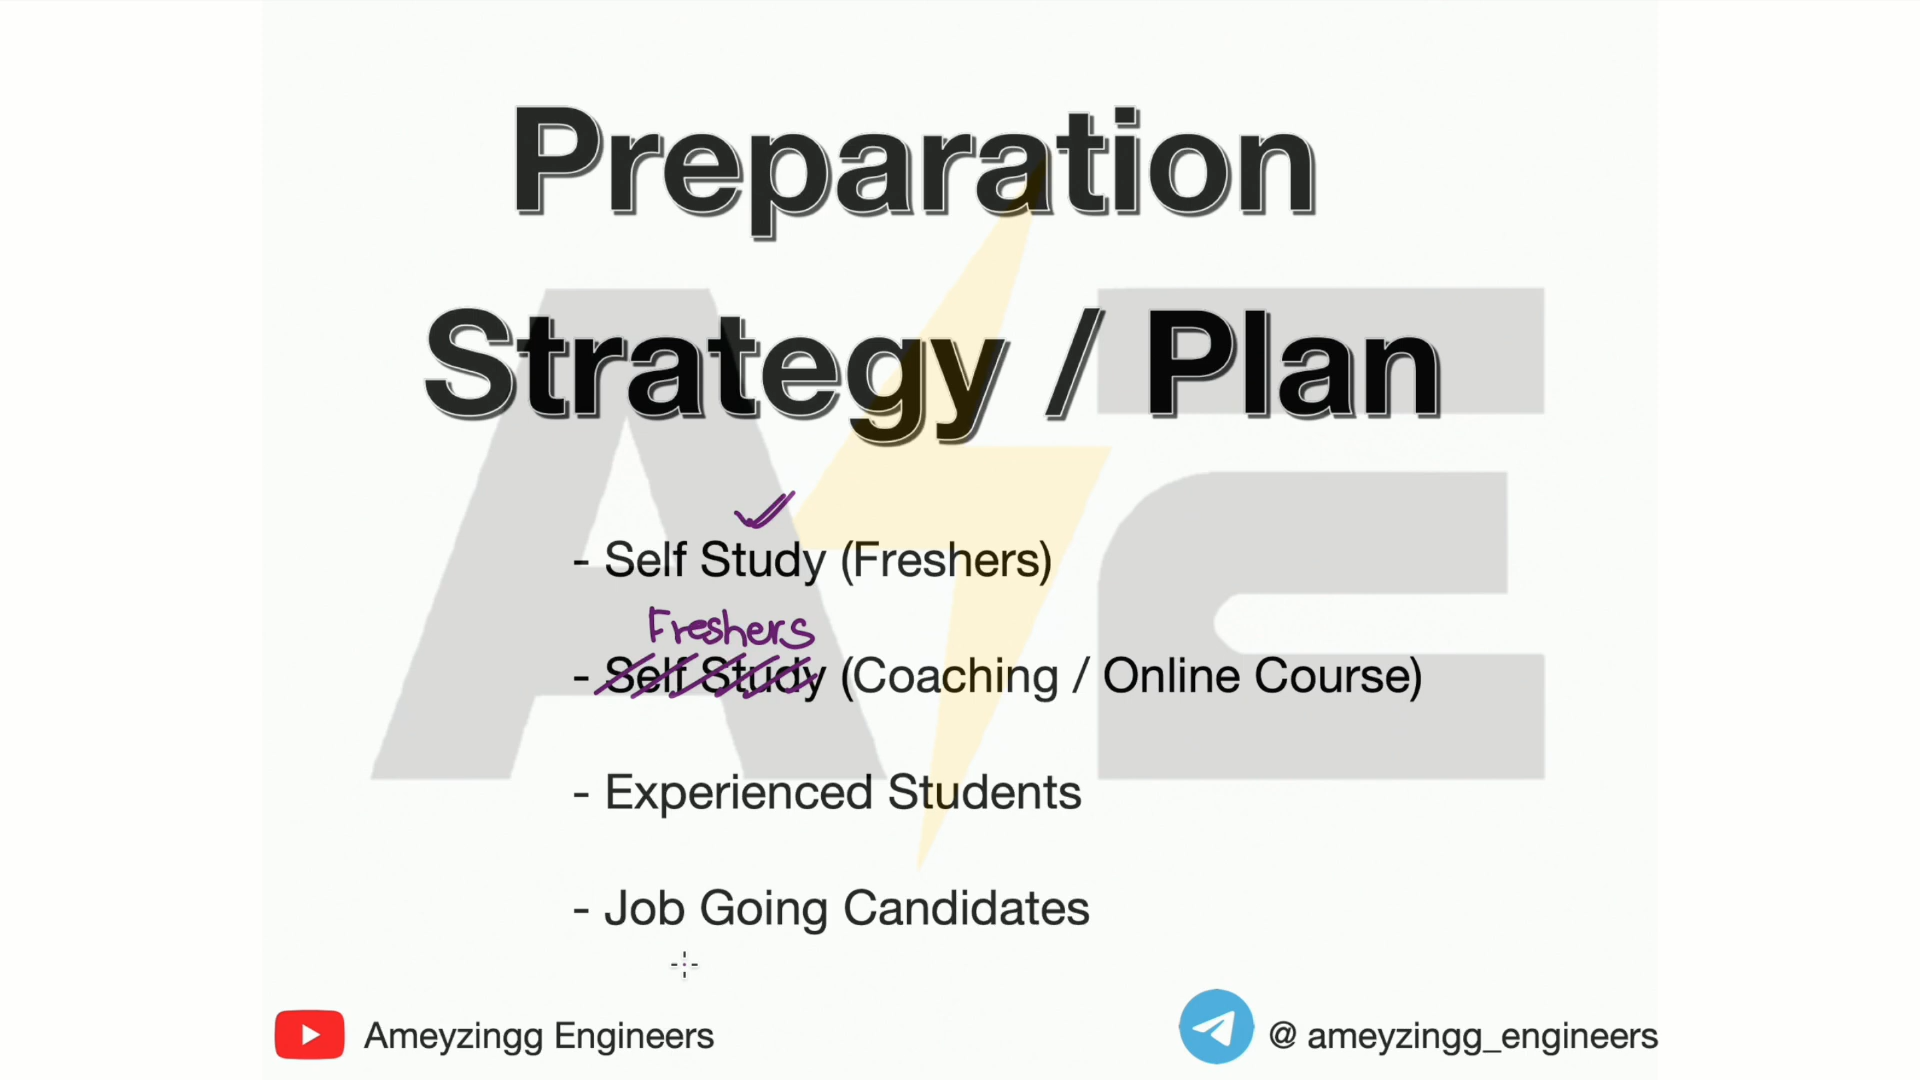 Preparation
Strategy / Plan
- Self Study (Freshers)
Freshers
- Self Study (Coaching / Online Course)
- Experienced Students
- Job Going Candidates
Ameyzingg Engineers
@ ameyzingg_engineers